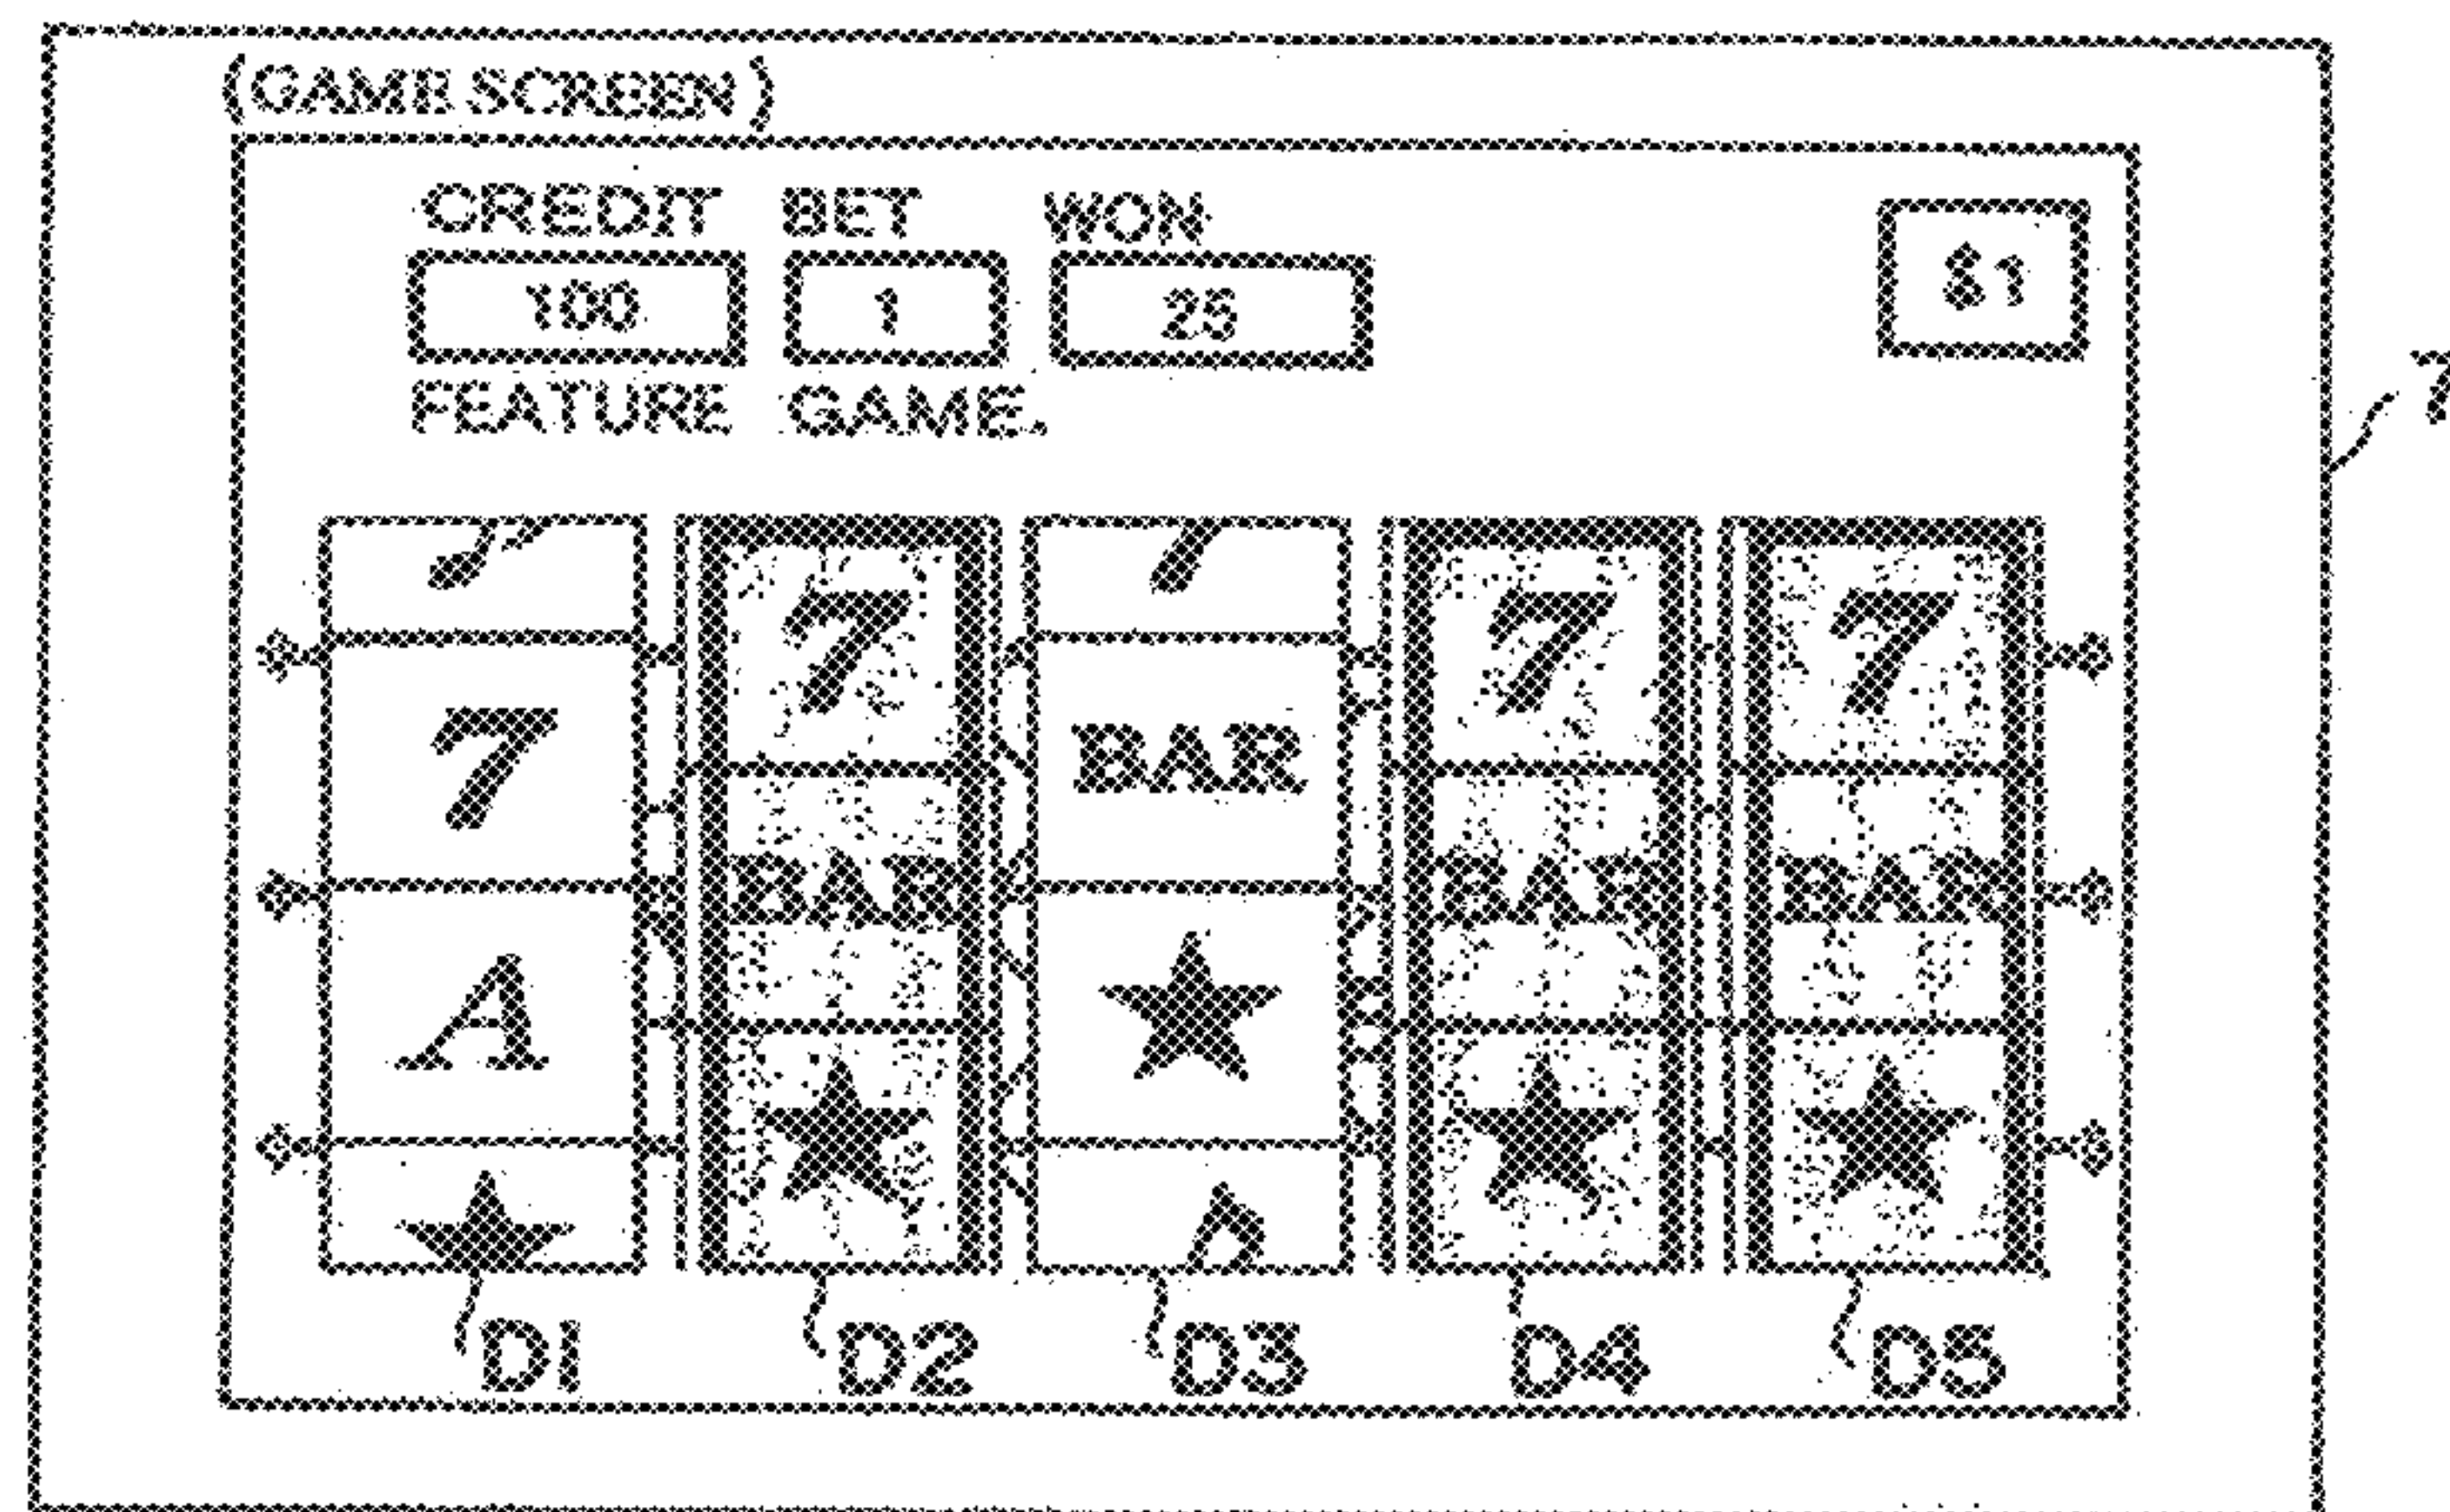 (GAME SCREEN)
CREDIT BET WON
100 1 25 $1
FEATURE GAME.
7
7 7 7
7 BAR
BAR BAR BAR
A
D1 D2 D3 D4 D5